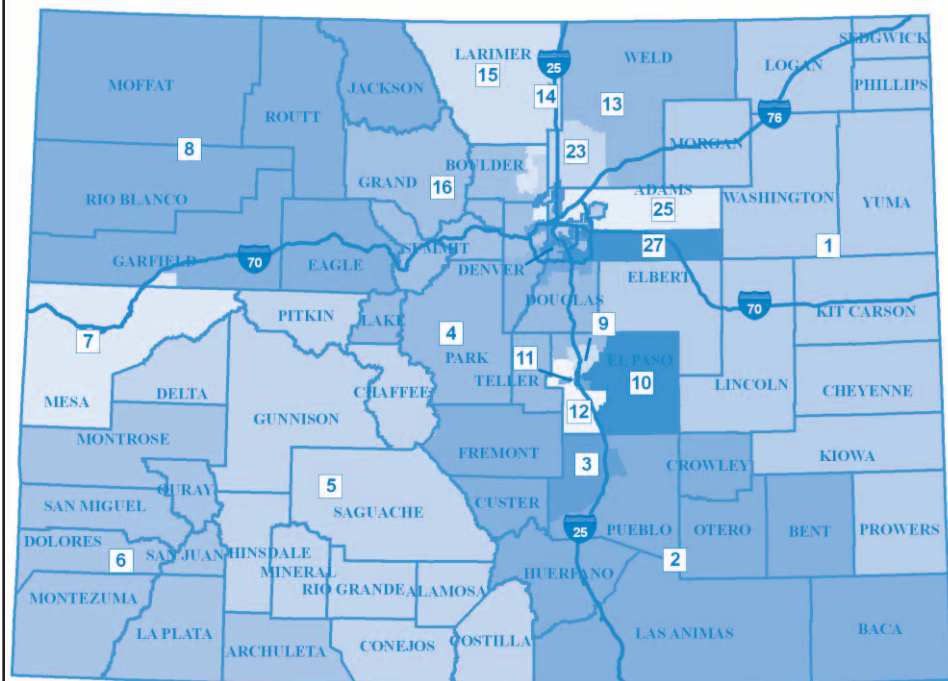 SEDGWICK
LARIMER
WELD
LOGAN
15
25
MOFFAT
JACKSON
14
13
PHILLIPS
ROUTT
76
MORGAN
8
BOULDER
23
GRAND
16
RIO BLANCO
ADAMS
WASHINGTON
YUMA
25
SUMMIT
27
1
GARFIELD
70
EAGLE
DENVER
ELBERT
DOUGLAS
70
PITKIN
LAKE
4
9
KIT CARSON
7
PARK
11
EL PASO
TELLER
10
LINCOLN
CHEYENNE
MESA
DELTA
CHAFFEE
12
GUNNISON
MONTROSE
FREMONT
3
CROWLEY
KIOWA
OURAY
5
SAN MIGUEL
SAGUACHE
CUSTER
25
PUEBLO
OTERO
BENT
PROWERS
DOLORES
6
SAN JUAN
HINSDALE
2
MINERAL
HUERFANO
RIO GRANDE
ALAMOSA
MONTEZUMA
LA PLATA
ARCHULETA
CONEJOS
COSTILLA
LAS ANIMAS
BACA